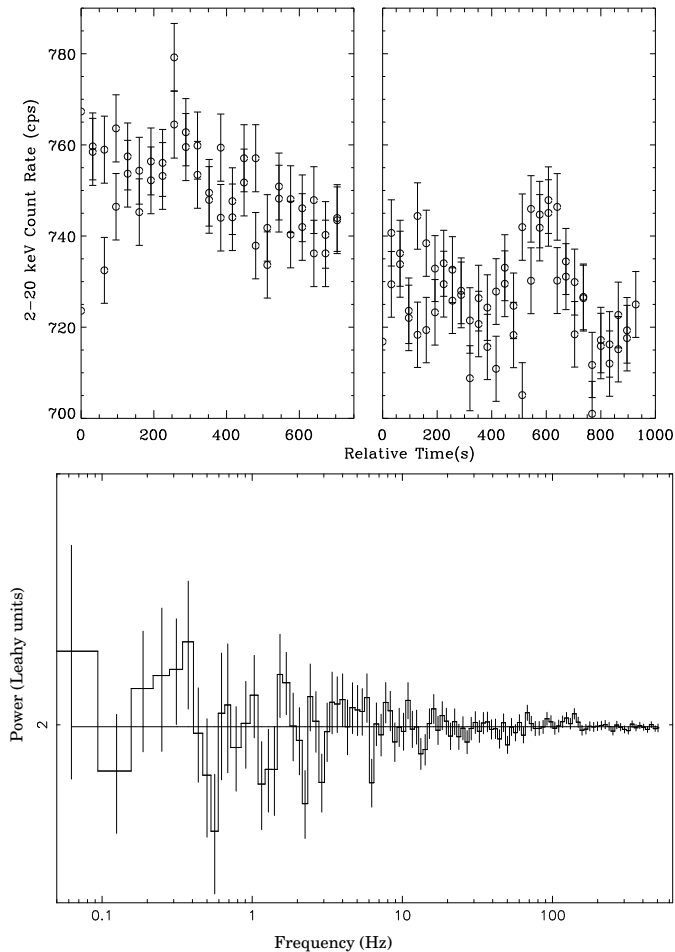 2−20 keV Count Rate (cps)
780
760
740
720
700
0 200 400 600
0 200 400 600 800 1000
Relative Time(s)
Power (Leahy units)
2
0.1 1 10 100
Frequency (Hz)